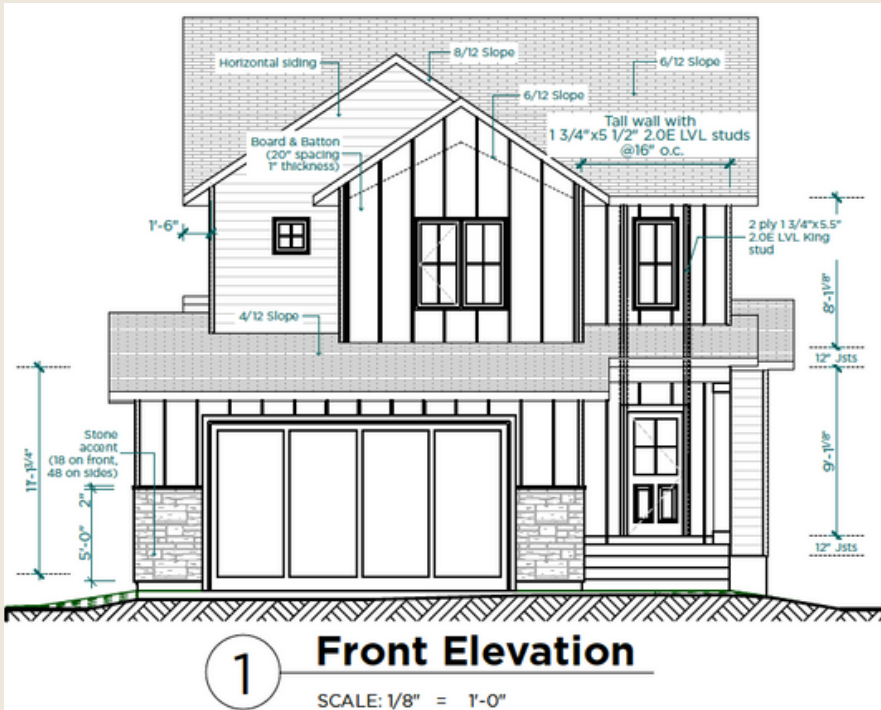 8/12 Slope
Horizontal siding
6/12 Slope
6/12 Slope
Tall wall with
1 3/4"x5 1/2" 2.0E LVL studs
@16" o.c.
Board & Batton
(20" spacing
1" thickness)
1'-6"
2 ply 1 3/4"x5.5"
2.0E LVL King
stud
8'-1 1/8"
4/12 Slope
12" Jsts
Stone
accent
(18 on front,
48 on sides)
11'-1 3/4"
2"
5'-0"
9'-1 1/8"
12" Jsts
1
Front Elevation
SCALE: 1/8" = 1'-0"